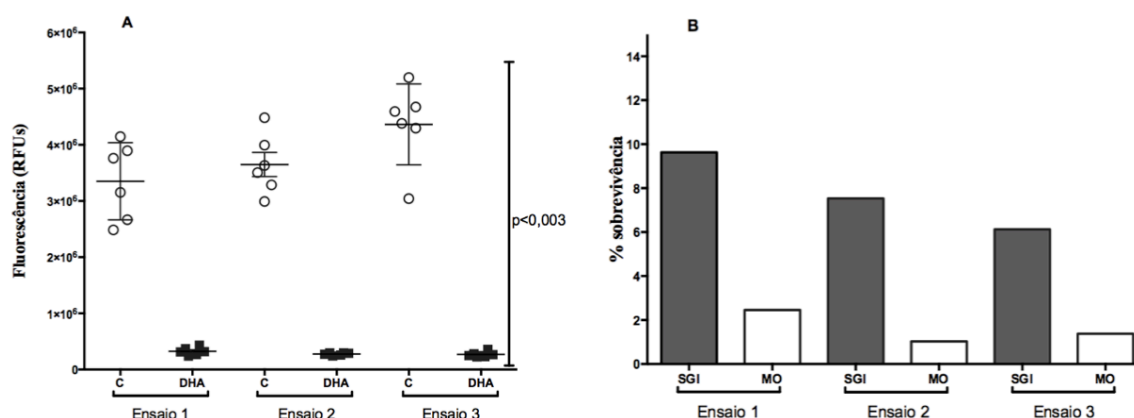 A
Fluorescência (RFUs)
6×10⁶
5×10⁶
4×10⁶
3×10⁶
2×10⁶
1×10⁶
0
p<0,003
C DHA C DHA C DHA
Ensaio 1 Ensaio 2 Ensaio 3
B
% sobrevivência
14
12
10
8
6
4
2
0
SGI MO SGI MO SGI MO
Ensaio 1 Ensaio 2 Ensaio 3